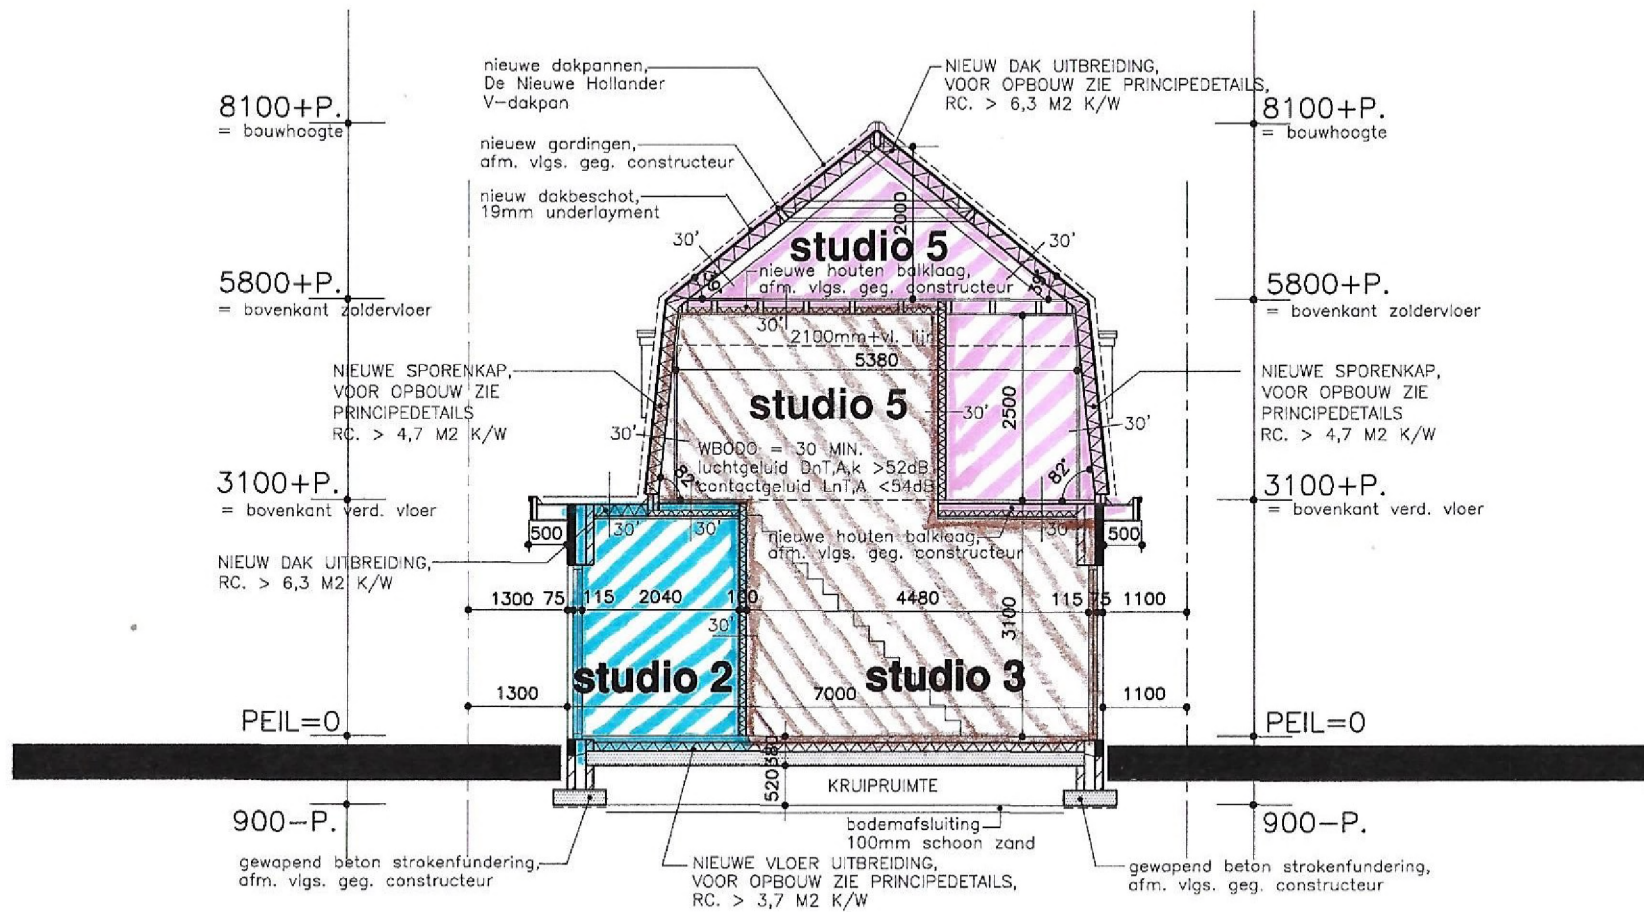 nieuwe dakpannen,
De Nieuwe Hollander
V-dakpan
NIEUW DAK UITBREIDING,
VOOR OPBOUW ZIE PRINCIPEDETAILS,
RC. > 6,3 M2 K/W
8100+P.
= bouwhoogte
8100+P.
= bouwhoogte
nieuwe gordingen,
afm. vlgs. geg. constructeur
nieuw dakbeschot,
19mm underlayment
2000
30'
30'
studio 5
nieuwe houten balklaag,
afm. vlgs. geg. constructeur
39°
39°
5800+P.
= bovenkant zoldervloer
5800+P.
= bovenkant zoldervloer
30'
2100mm+vl. lijn
5380
NIEUWE SPORENKAP,
VOOR OPBOUW ZIE
PRINCIPEDETAILS
RC. > 4,7 M2 K/W
NIEUWE SPORENKAP,
VOOR OPBOUW ZIE
PRINCIPEDETAILS
RC. > 4,7 M2 K/W
studio 5
30'
2500
30'
30'
WBDBO = 30 MIN.
luchtgeluid DnT,A,k >52dB
contactgeluid LnT,A <54dB
82°
82°
3100+P.
= bovenkant verd. vloer
3100+P.
= bovenkant verd. vloer
500
30'
30'
nieuwe houten balklaag,
afm. vlgs. geg. constructeur
30'
500
NIEUW DAK UITBREIDING,
RC. > 6,3 M2 K/W
1300 75 115 2040 100 4480 115 75 1100
3100
30'
studio 2
studio 3
1300
7000
1100
PEIL=0
PEIL=0
380
520
KRUIPRUIMTE
900-P.
900-P.
bodemafsluiting
100mm schoon zand
gewapend beton strokenfundering,
afm. vlgs. geg. constructeur
NIEUWE VLOER UITBREIDING,
VOOR OPBOUW ZIE PRINCIPEDETAILS,
RC. > 3,7 M2 K/W
gewapend beton strokenfundering,
afm. vlgs. geg. constructeur